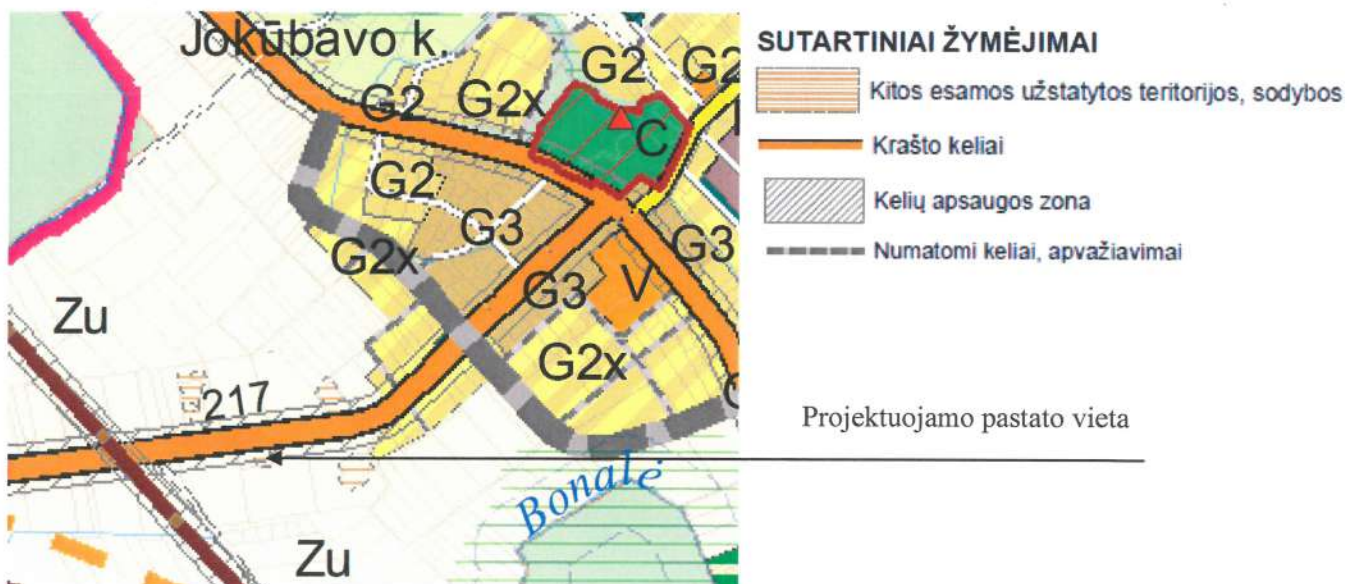 Jokūbavo k.
G2
G2
G2x
G2
C
G2
G3
G3
G2x
G3
V
Zu
G2x
217
Bonalė
Zu
SUTARTINIAI ŽYMĖJIMAI
Kitos esamos užstatytos teritorijos, sodybos
Krašto keliai
Kelių apsaugos zona
Numatomi keliai, apvažiavimai
Projektuojamo pastato vieta